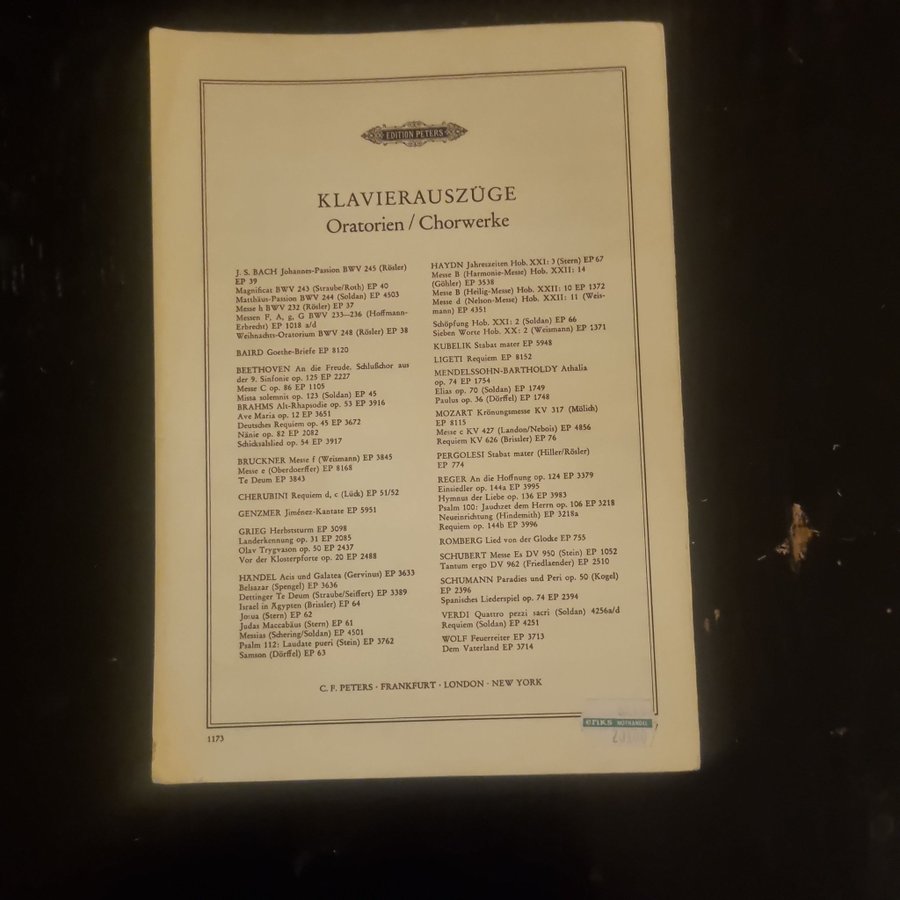 EDITION PETERS
KLAVIERAUSZÜGE
Oratorien / Chorwerke
J. S. BACH Johannes-Passion BWV 245 (Rösler)
EP 39
Magnificat BWV 243 (Straube/Roth) EP 40
Matthäus-Passion BWV 244 (Soldan) EP 4503
Messe h BWV 232 (Rösler) EP 37
Messen F, A, g, G BWV 233—236 (Hoffmann-
Erbrecht) EP 1018 a/d
Weihnachts-Oratorium BWV 248 (Rösler) EP 38
BAIRD Goethe-Briefe EP 8120
BEETHOVEN An die Freude. Schlußchor aus
der 9. Sinfonie op. 125 EP 2227
Messe C op. 86 EP 1105
Missa solemnis op. 123 (Soldan) EP 45
BRAHMS Alt-Rhapsodie op. 53 EP 3916
Ave Maria op. 12 EP 3651
Deutsches Requiem op. 45 EP 3672
Nänie op. 82 EP 2082
Schicksalslied op. 54 EP 3917
BRUCKNER Messe f (Weismann) EP 3845
Messe e (Oberdoerffer) EP 8168
Te Deum EP 3843
CHERUBINI Requiem d, c (Lück) EP 51/52
GENZMER Jiménez-Kantate EP 5951
GRIEG Herbststurm EP 3098
Landerkennung op. 31 EP 2085
Olav Trygvason op. 50 EP 2437
Vor der Klosterpforte op. 20 EP 2488
HÄNDEL Acis und Galatea (Gervinus) EP 3633
Belsazar (Spengel) EP 3636
Dettinger Te Deum (Straube/Seiffert) EP 3389
Israel in Ägypten (Brissler) EP 64
Josua (Stern) EP 62
Judas Maccabäus (Stern) EP 61
Messias (Schering/Soldan) EP 4501
Psalm 112: Laudate pueri (Stein) EP 3762
Samson (Dörffel) EP 63
HAYDN Jahreszeiten Hob. XXI: 3 (Stern) EP 67
Messe B (Harmonie-Messe) Hob. XXII: 14
(Göhler) EP 3538
Messe B (Heilig-Messe) Hob. XXII: 10 EP 1372
Messe d (Nelson-Messe) Hob. XXII: 11 (Weis-
mann) EP 4351
Schöpfung Hob. XXI: 2 (Soldan) EP 66
Sieben Worte Hob. XX: 2 (Weismann) EP 1371
KUBELIK Stabat mater EP 5948
LIGETI Requiem EP 8152
MENDELSSOHN-BARTHOLDY Athalia
op. 74 EP 1754
Elias op. 70 (Soldan) EP 1749
Paulus op. 36 (Dörffel) EP 1748
MOZART Krönungsmesse KV 317 (Mölich)
EP 8115
Messe c KV 427 (Landon/Nebois) EP 4856
Requiem KV 626 (Brissler) EP 76
PERGOLESI Stabat mater (Hiller/Rösler)
EP 774
REGER An die Hoffnung op. 124 EP 3379
Einsiedler op. 144a EP 3995
Hymnus der Liebe op. 136 EP 3983
Psalm 100: Jauchzet dem Herrn op. 106 EP 3218
Neueinrichtung (Hindemith) EP 3218a
Requiem op. 144b EP 3996
ROMBERG Lied von der Glocke EP 755
SCHUBERT Messe Es DV 950 (Stein) EP 1052
Tantum ergo DV 962 (Friedlaender) EP 2510
SCHUMANN Paradies und Peri op. 50 (Kogel)
EP 2396
Spanisches Liederspiel op. 74 EP 2394
VERDI Quattro pezzi sacri (Soldan) 4256a/d
Requiem (Soldan) EP 4251
WOLF Feuerreiter EP 3713
Dem Vaterland EP 3714
C. F. PETERS · FRANKFURT · LONDON · NEW YORK
eriks NOTHANDEL
1173